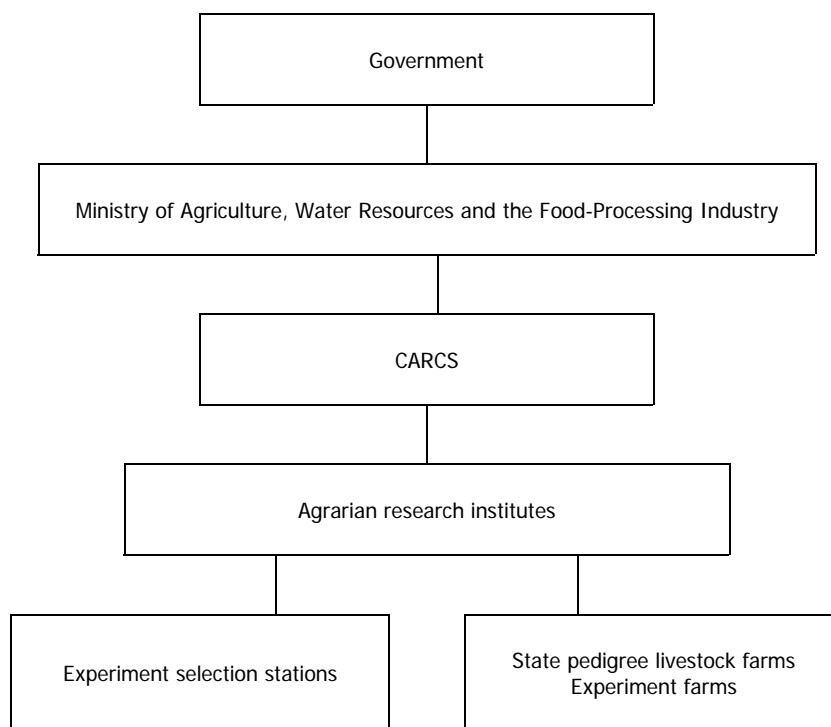 Government
Ministry of Agriculture, Water Resources and the Food-Processing Industry
CARCS
Agrarian research institutes
Experiment selection stations
State pedigree livestock farms
Experiment farms